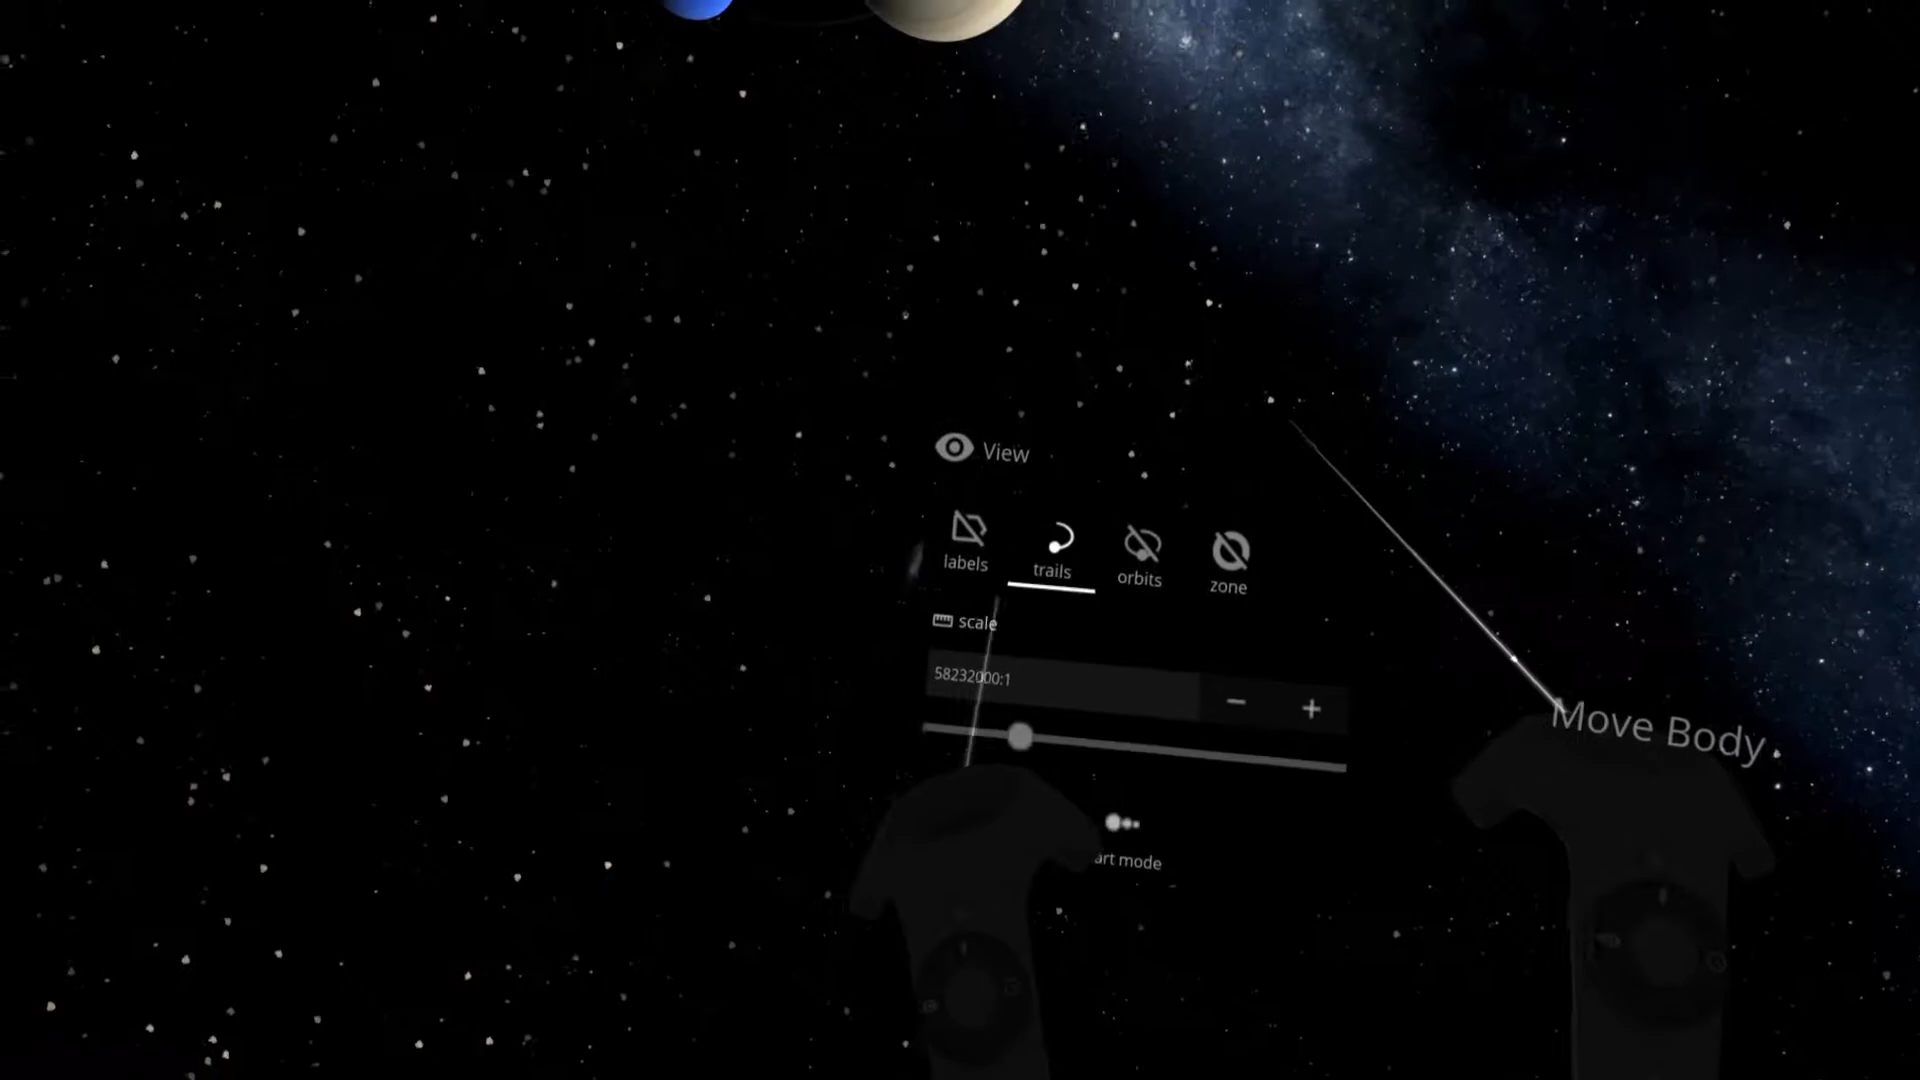 View
labels
trails
orbits
zone
scale
58232000:1
− +
Move Body
art mode